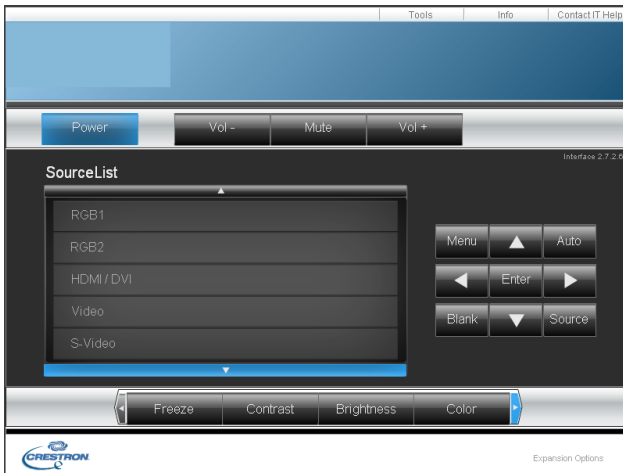 Tools Info Contact IT Help
Power Vol - Mute Vol +
Interface 2.7.2.6
SourceList
RGB1
RGB2
HDMI / DVI
Video
S-Video
Menu Auto
Enter
Blank Source
Freeze Contrast Brightness Color
CRESTRON
Expansion Options